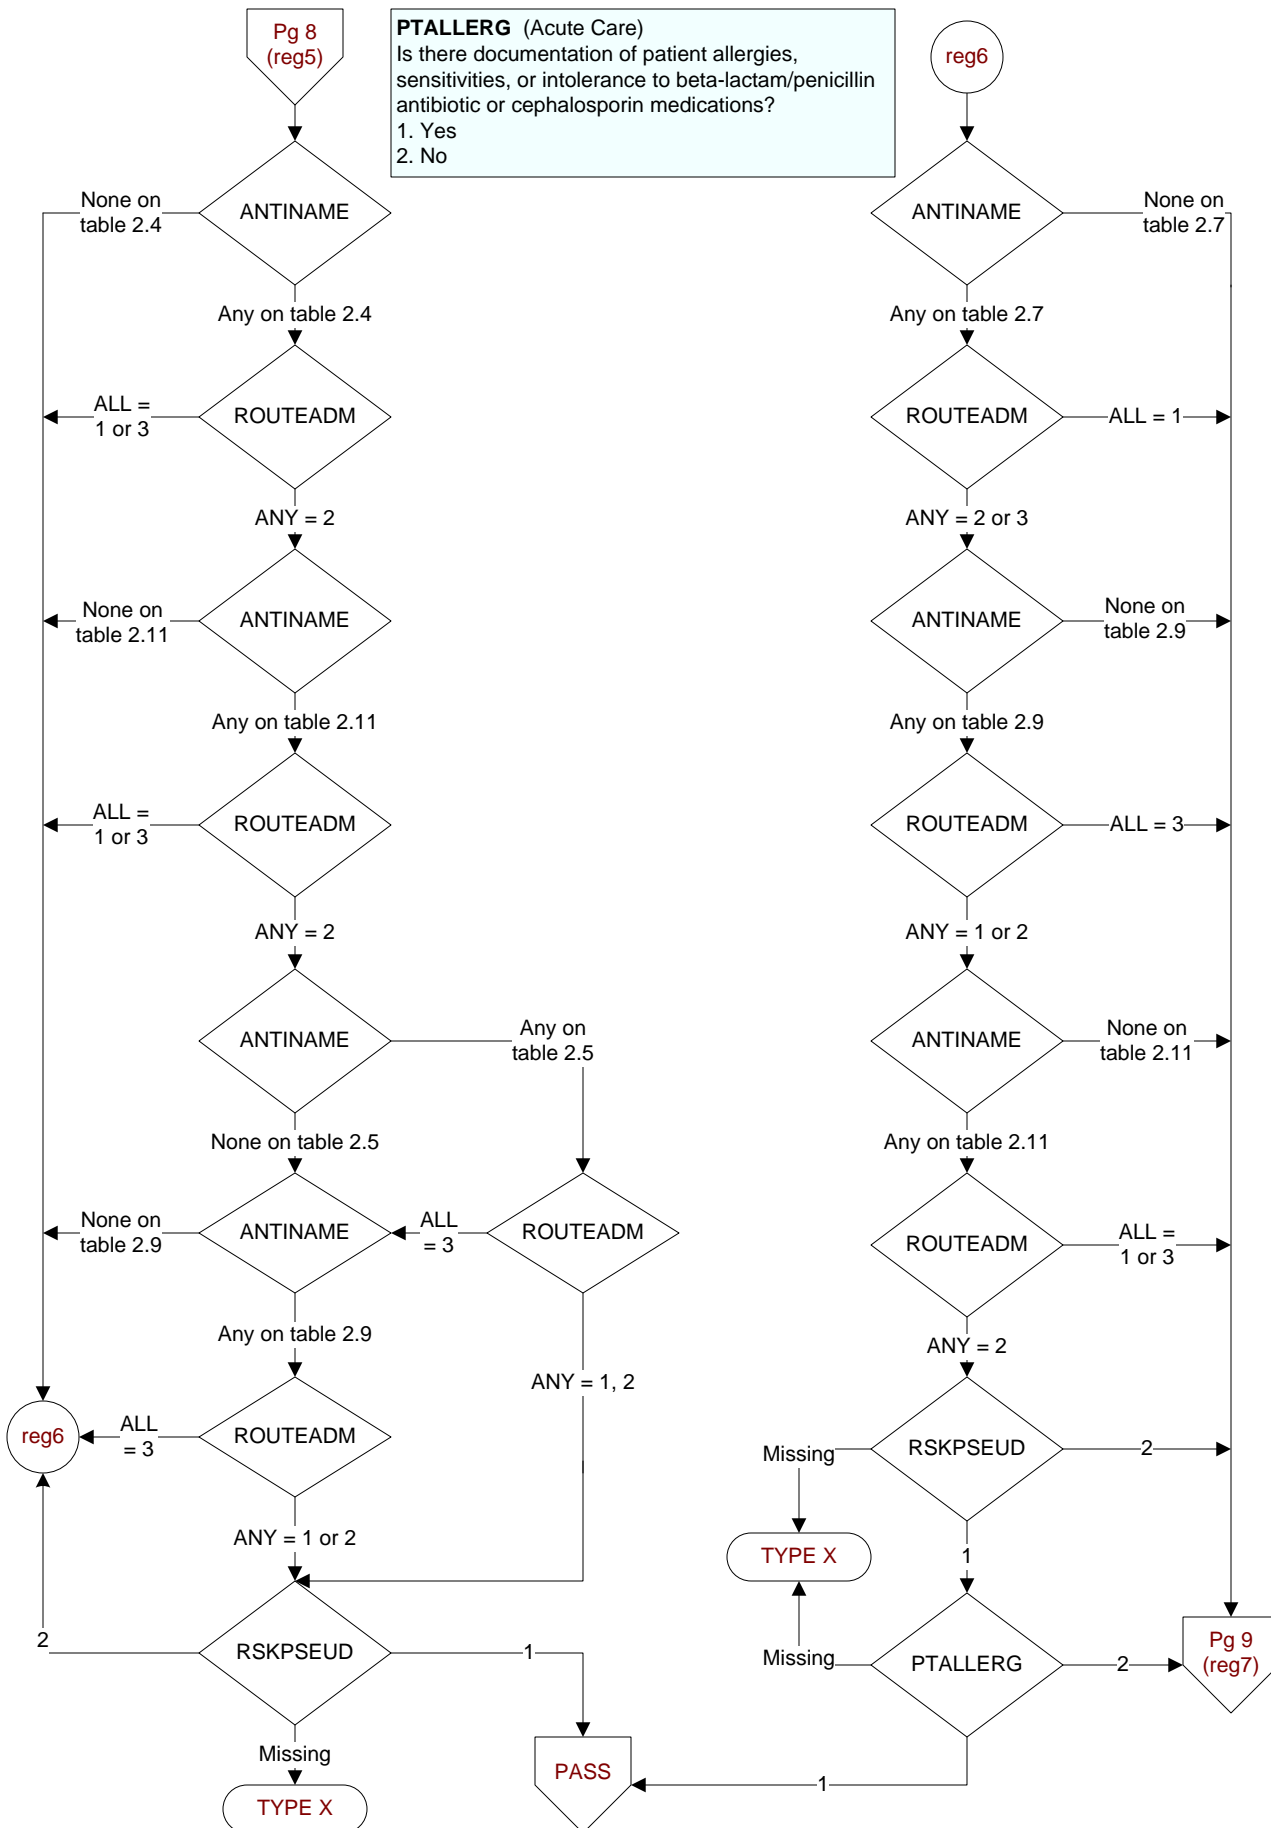 Pg 8
(reg5)
PTALLERG (Acute Care)
Is there documentation of patient allergies,
sensitivities, or intolerance to beta-lactam/penicillin
antibiotic or cephalosporin medications?
1. Yes
2. No
ANTINAME
None on
table 2.4
Any on table 2.4
ROUTEADM
ALL =
1 or 3
ANY = 2
ANTINAME
None on
table 2.11
Any on table 2.11
ROUTEADM
ALL =
1 or 3
ANY = 2
ANTINAME
Any on
table 2.5
None on table 2.5
ANTINAME
None on
table 2.9
ALL
= 3
ROUTEADM
Any on table 2.9
ANY = 1, 2
reg6
ALL
= 3
ROUTEADM
ANY = 1 or 2
RSKPSEUD
2
1
Missing
TYPE X
PASS
reg6
ANTINAME
None on
table 2.7
Any on table 2.7
ROUTEADM
ALL = 1
ANY = 2 or 3
ANTINAME
None on
table 2.9
Any on table 2.9
ROUTEADM
ALL = 3
ANY = 1 or 2
ANTINAME
None on
table 2.11
Any on table 2.11
ROUTEADM
ALL =
1 or 3
ANY = 2
RSKPSEUD
Missing
2
TYPE X
1
Missing
PTALLERG
2
Pg 9
(reg7)
1